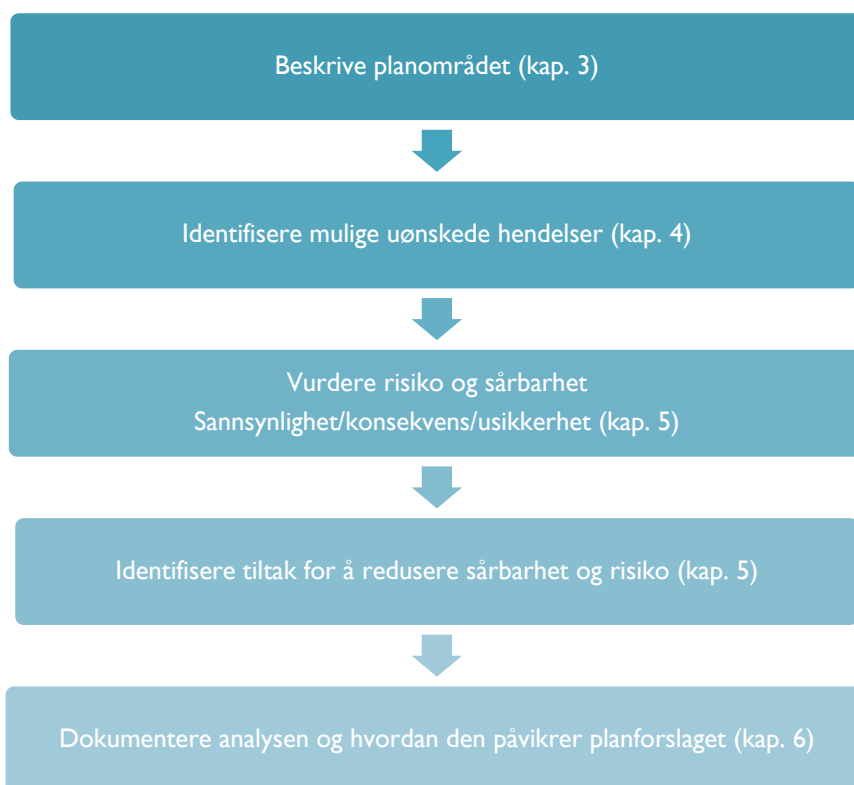 Beskrive planområdet (kap. 3)
Identifisere mulige uønskede hendelser (kap. 4)
Vurdere risiko og sårbarhet
Sannsynlighet/konsekvens/usikkerhet (kap. 5)
Identifisere tiltak for å redusere sårbarhet og risiko (kap. 5)
Dokumentere analysen og hvordan den påvikrer planforslaget (kap. 6)